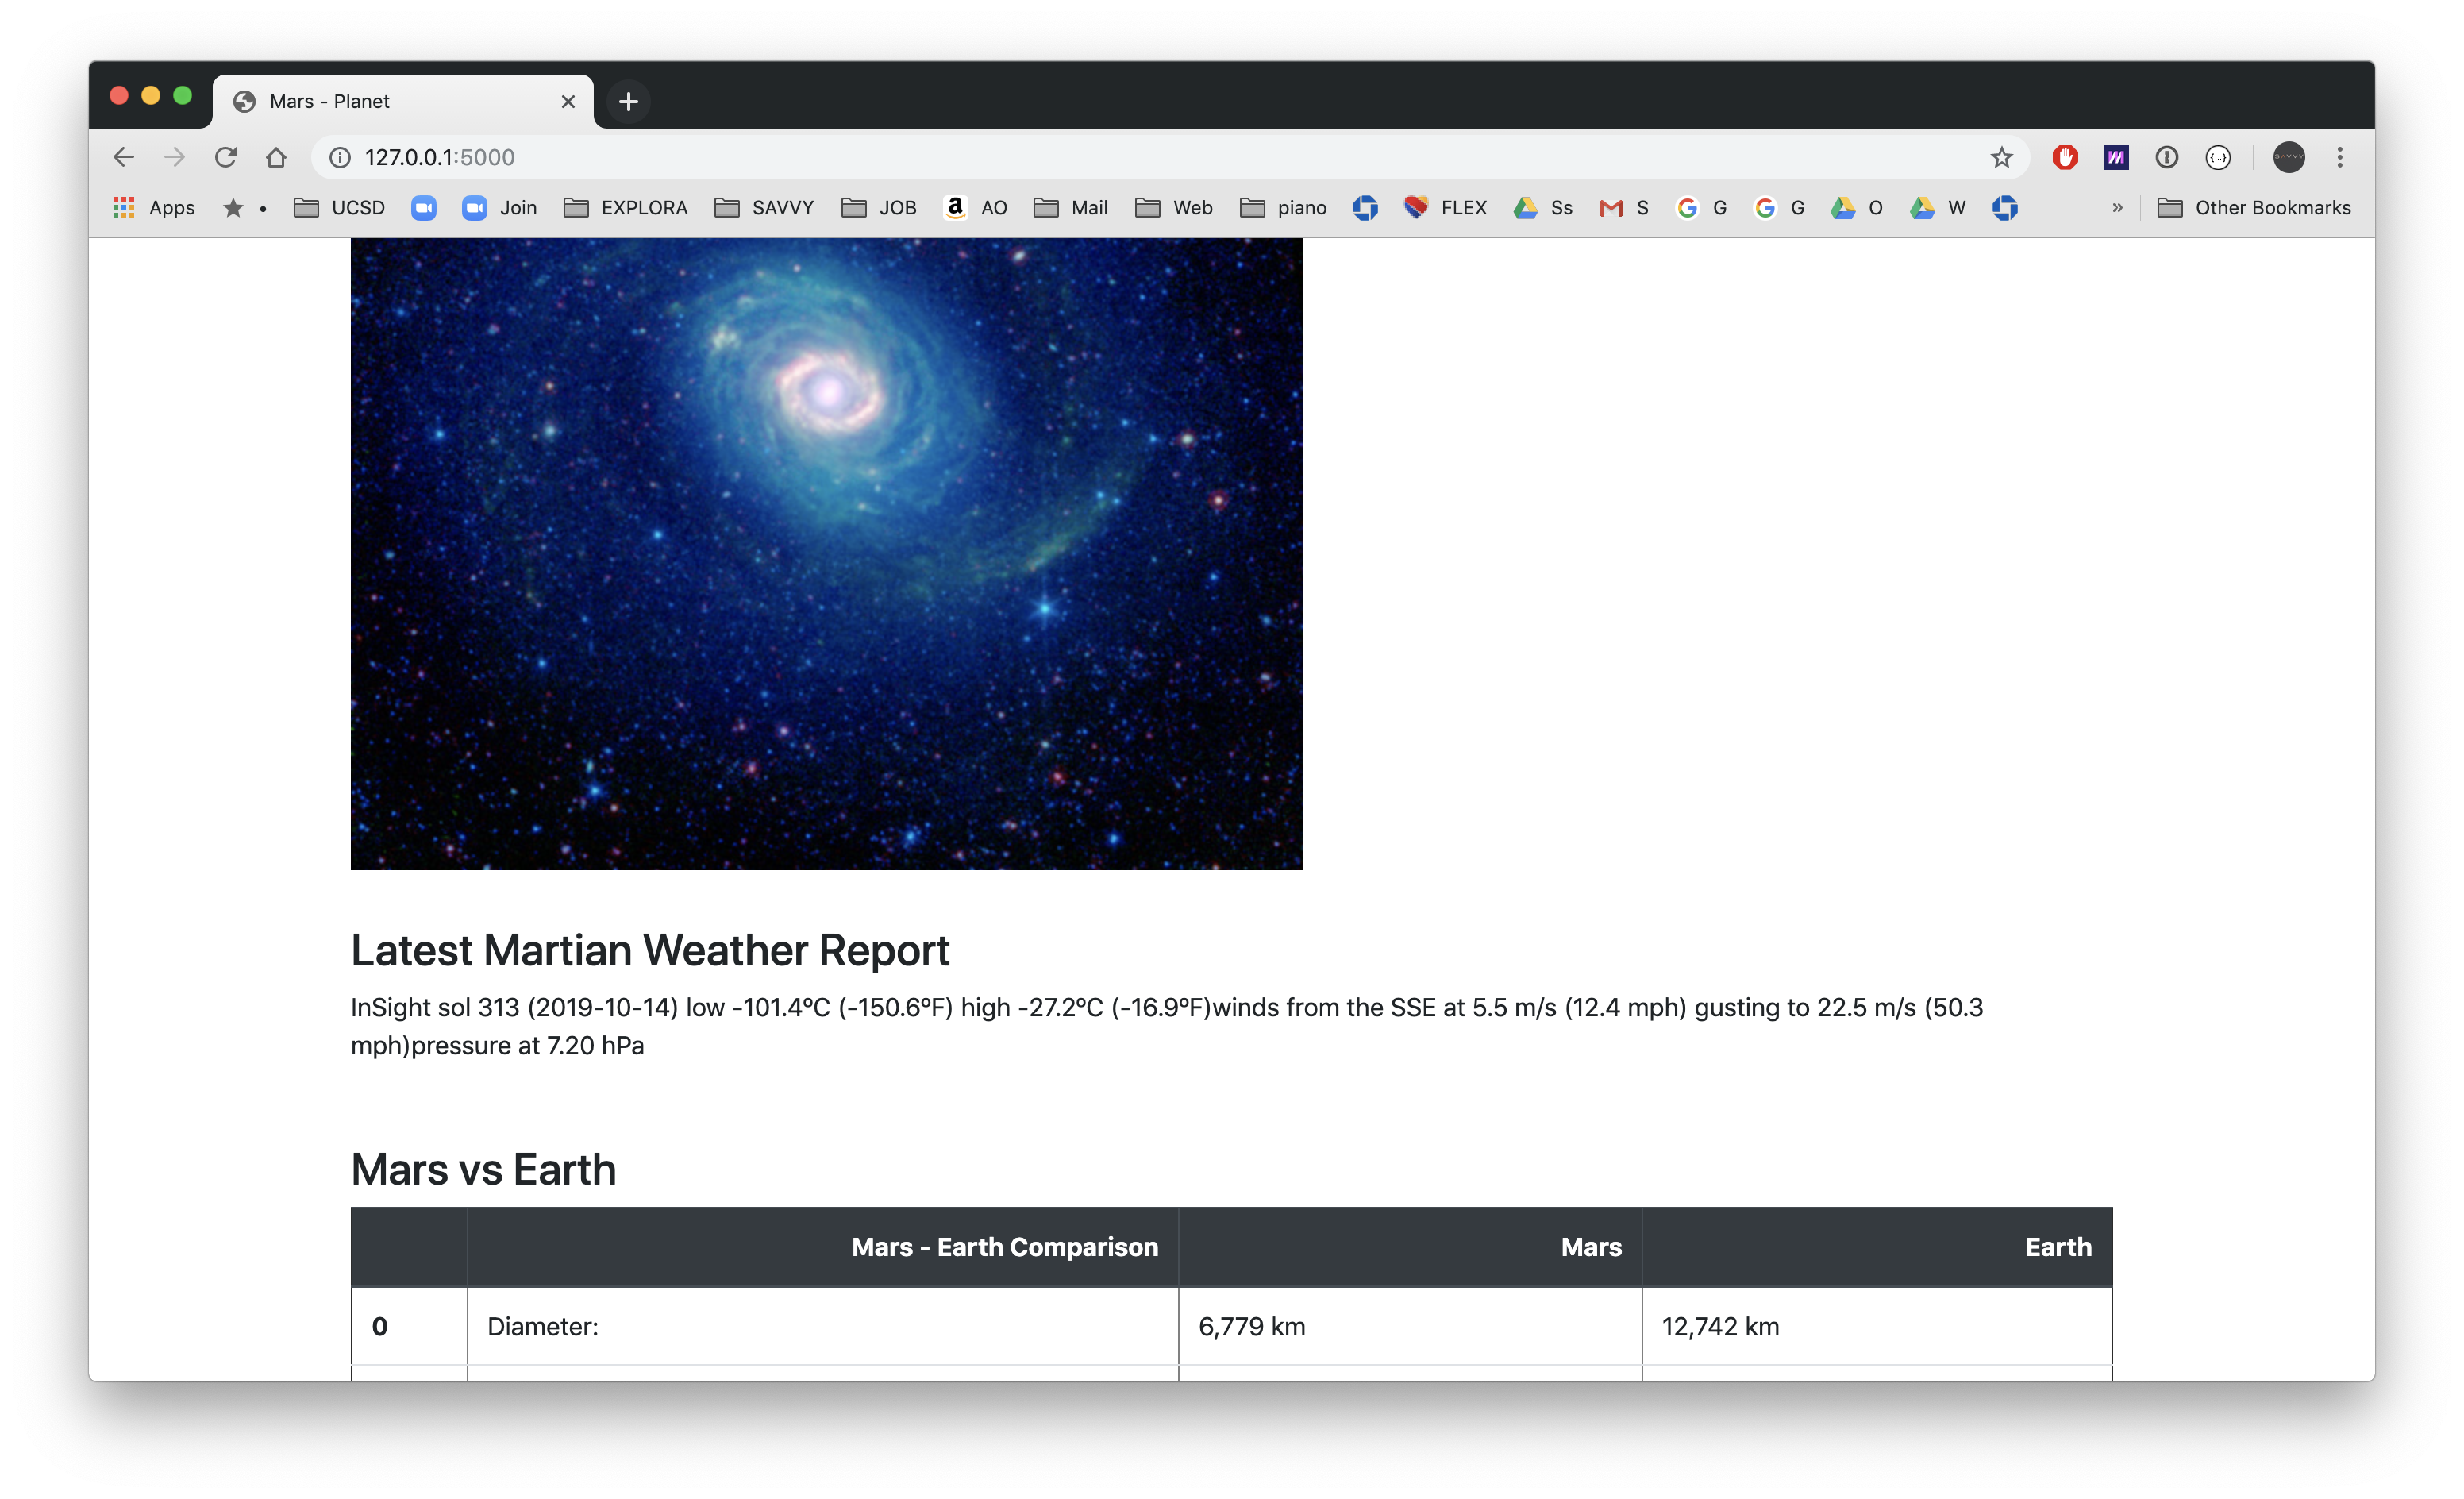 Mars - Planet
127.0.0.1:5000
Apps • UCSD Join EXPLORA SAVVY JOB AO Mail Web piano FLEX Ss S G G O W » Other Bookmarks
Latest Martian Weather Report
InSight sol 313 (2019-10-14) low -101.4ºC (-150.6ºF) high -27.2ºC (-16.9ºF)winds from the SSE at 5.5 m/s (12.4 mph) gusting to 22.5 m/s (50.3
mph)pressure at 7.20 hPa
Mars vs Earth
Mars - Earth Comparison Mars Earth
0 Diameter: 6,779 km 12,742 km